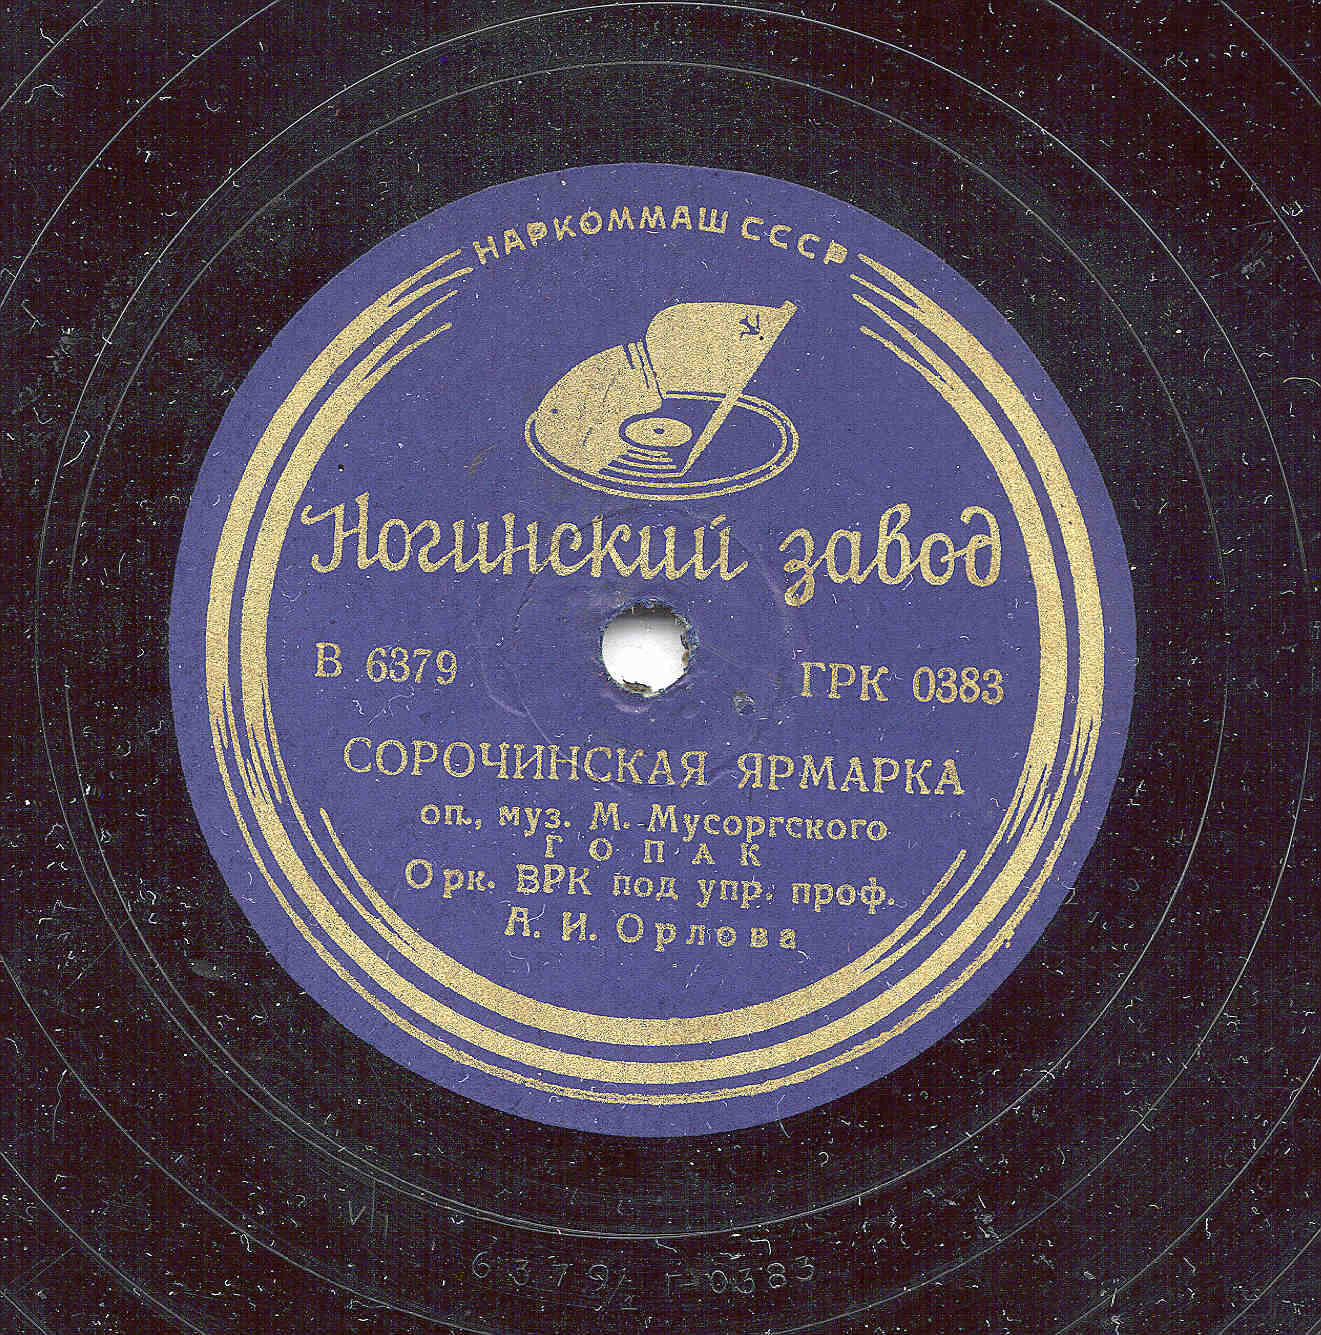 НАРКОММАШ СССР
Ногинский завод
В 6379 ГРК 0383
СОРОЧИНСКАЯ ЯРМАРКА
оп., муз. М. Мусоргского
ГОПАК
Орк. ВРК под упр. проф.
А. И. Орлова
VII
6379/1 Г-0383